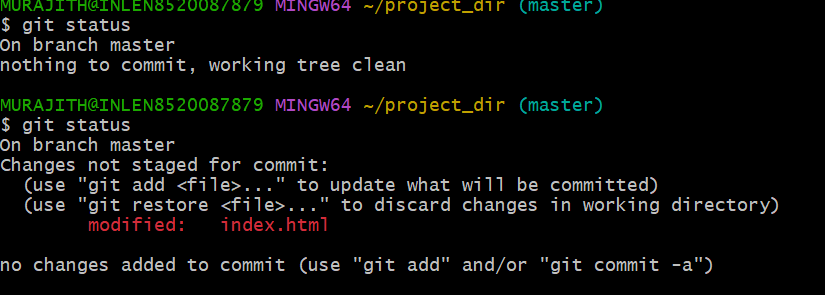 MURAJITH@INLEN8520087879 MINGW64 ~/project_dir (master)
$ git status
On branch master
nothing to commit, working tree clean
MURAJITH@INLEN8520087879 MINGW64 ~/project_dir (master)
$ git status
On branch master
Changes not staged for commit:
(use "git add <file>..." to update what will be committed)
(use "git restore <file>..." to discard changes in working directory)
modified: index.html
no changes added to commit (use "git add" and/or "git commit -a")